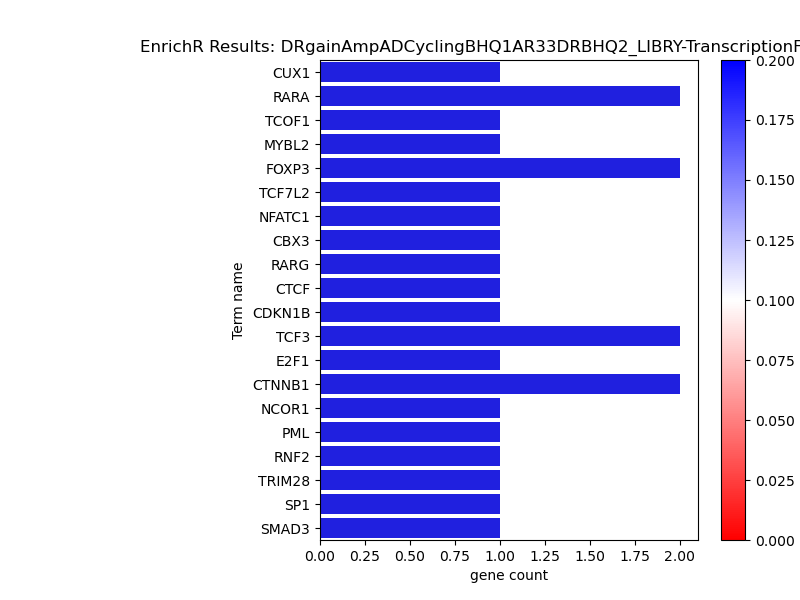 EnrichR Results: DRgainAmpADCyclingBHQ1AR33DRBHQ2_LIBRY-TranscriptionF
CUX1
RARA
TCOF1
MYBL2
FOXP3
TCF7L2
NFATC1
CBX3
RARG
CTCF
CDKN1B
TCF3
E2F1
CTNNB1
NCOR1
PML
RNF2
TRIM28
SP1
SMAD3
Term name
0.00 0.25 0.50 0.75 1.00 1.25 1.50 1.75 2.00
gene count
0.200
0.175
0.150
0.125
0.100
0.075
0.050
0.025
0.000